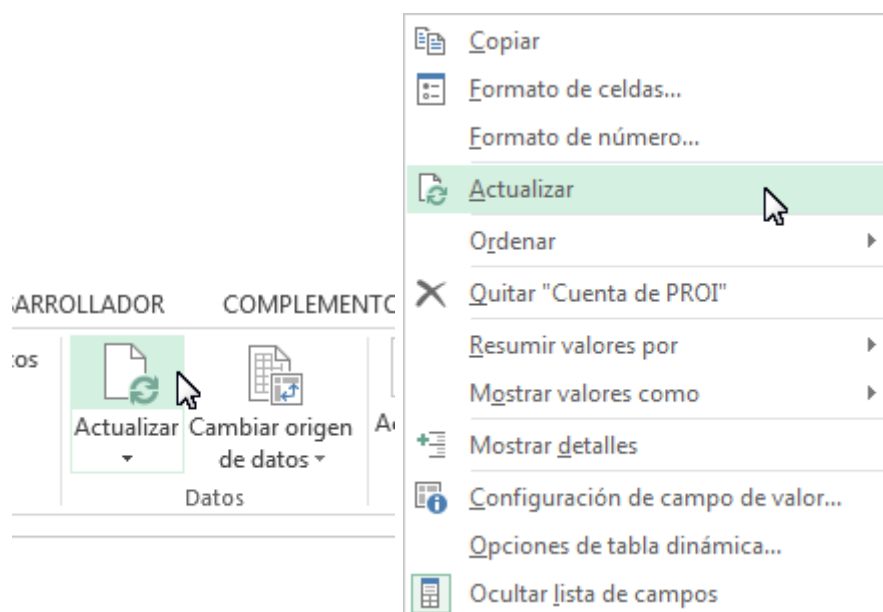 Copiar
Formato de celdas...
Formato de número...
Actualizar
Ordenar
Quitar "Cuenta de PROI"
Resumir valores por
Mostrar valores como
Mostrar detalles
Configuración de campo de valor...
Opciones de tabla dinámica...
Ocultar lista de campos
ARROLLADOR COMPLEMENTO
os
Actualizar
Cambiar origen
de datos
A
Datos